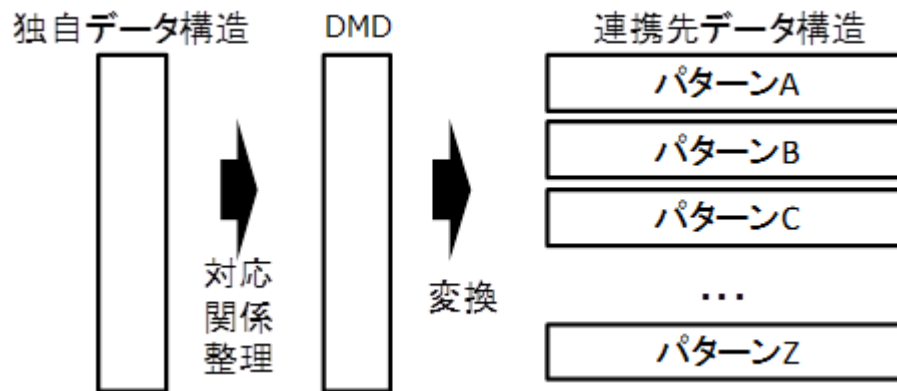 独自データ構造
DMD
連携先データ構造
パターンA
パターンB
パターンC
...
パターンZ
対応
関係
整理
変換